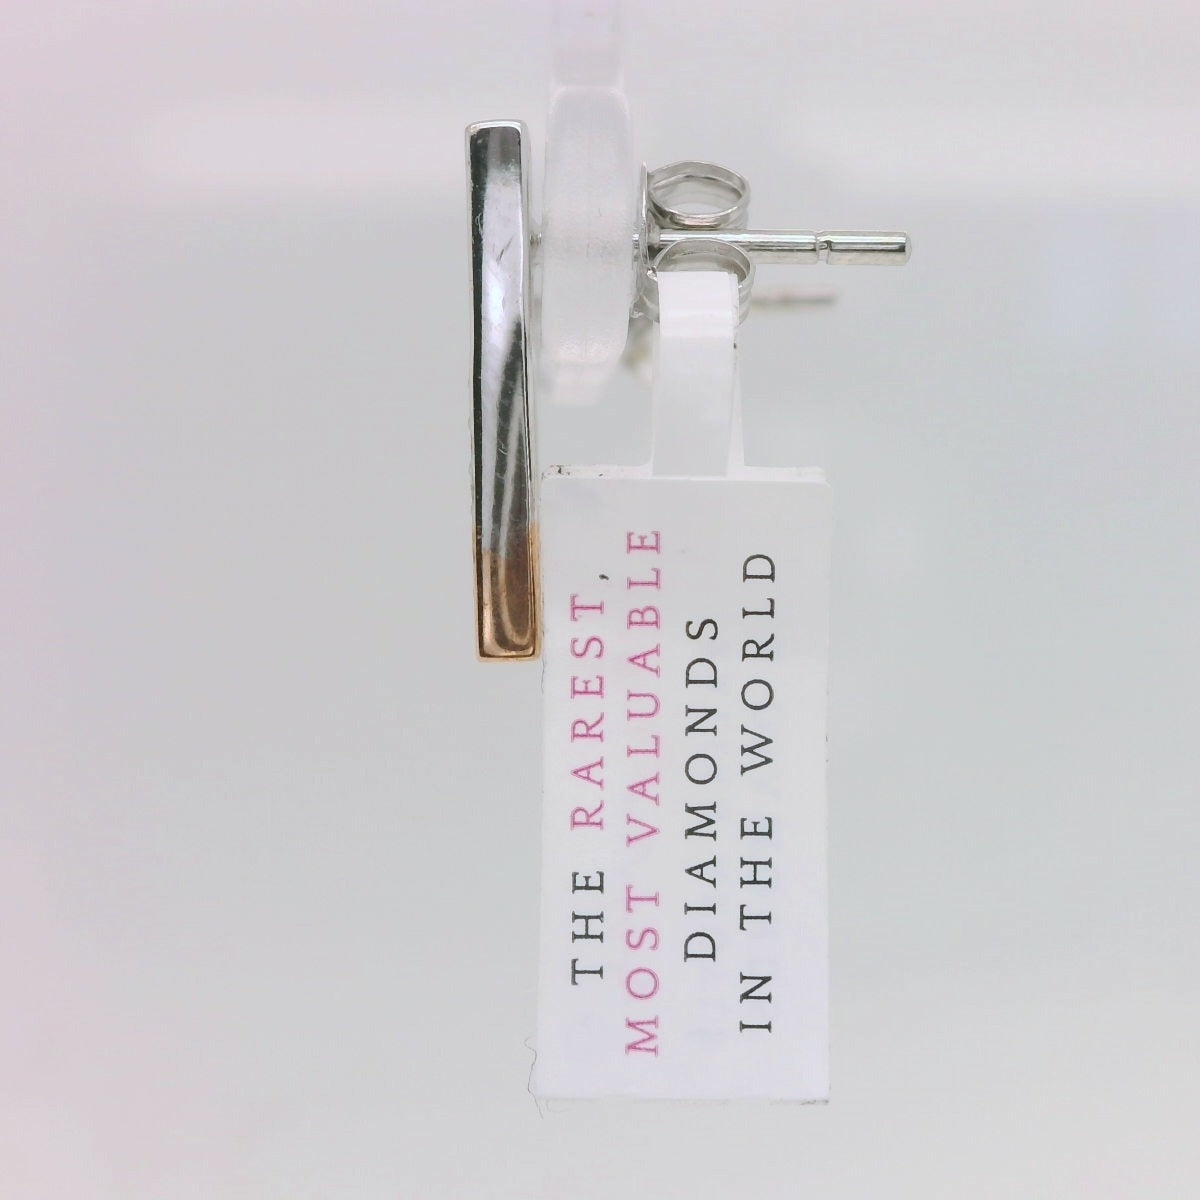 THE RAREST,
MOST VALUABLE
DIAMONDS
IN THE WORLD